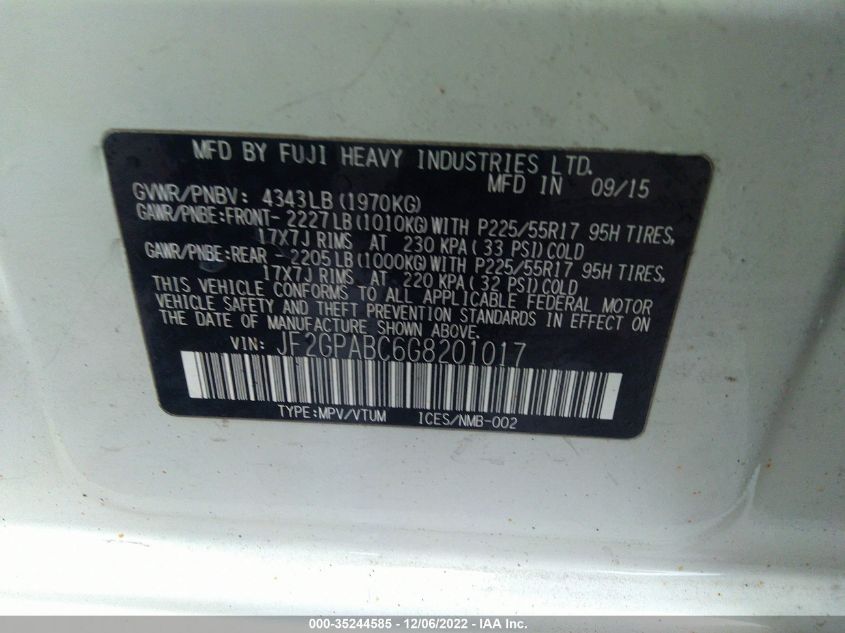 MFD BY FUJI HEAVY INDUSTRIES LTD.
MFD IN 09/15
GVWR/PNBV: 4343LB (1970KG)
GAWR/PNBE:FRONT- 2227LB (1010KG) WITH P225/55R17 95H TIRES,
17X7J RIMS AT 230 KPA (33 PSI) COLD
GAWR/PNBE:REAR - 2205LB (1000KG) WITH P225/55R17 95H TIRES,
17X7J RIMS AT 220 KPA (32 PSI) COLD
THIS VEHICLE CONFORMS TO ALL APPLICABLE FEDERAL MOTOR
VEHICLE SAFETY AND THEFT PREVENTION STANDARDS IN EFFECT ON
THE DATE OF MANUFACTURE SHOWN ABOVE.
VIN: JF2GPABC6G8201017
TYPE:MPV/VTUM ICES/NMB-002
000-35244585 - 12/06/2022 - IAA Inc.